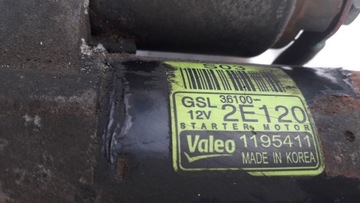 GSL 36100-
12V 2E120
STARTER MOTOR
Valeo 1195411
MADE IN KOREA